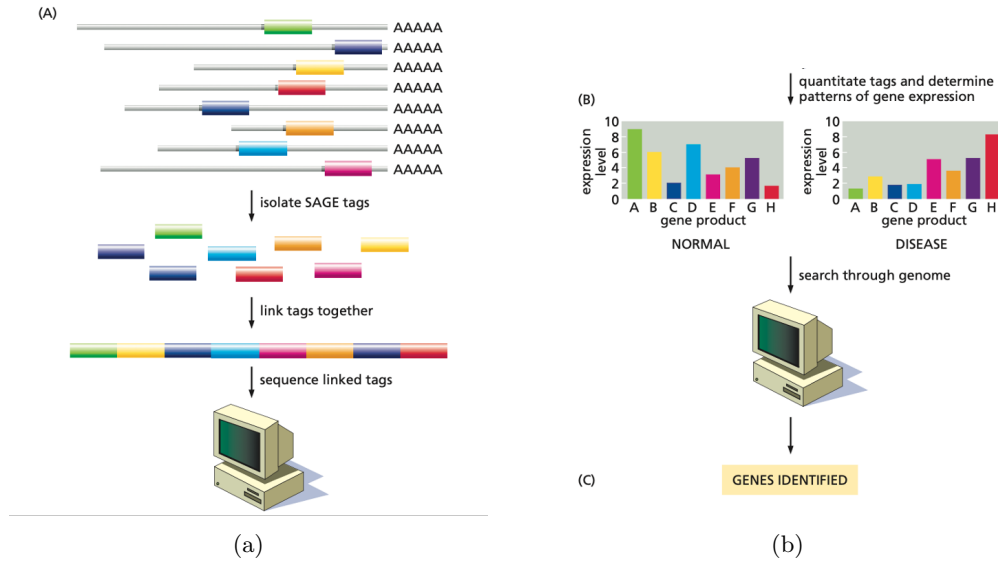 (A)
AAAAA
AAAAA
AAAAA
AAAAA
AAAAA
AAAAA
AAAAA
AAAAA
isolate SAGE tags
link tags together
sequence linked tags
(a)
quantitate tags and determine
patterns of gene expression
(B)
expression
level
10
8
6
4
2
0
A B C D E F G H
gene product
NORMAL
expression
level
10
8
6
4
2
0
A B C D E F G H
gene product
DISEASE
search through genome
(C)
GENES IDENTIFIED
(b)